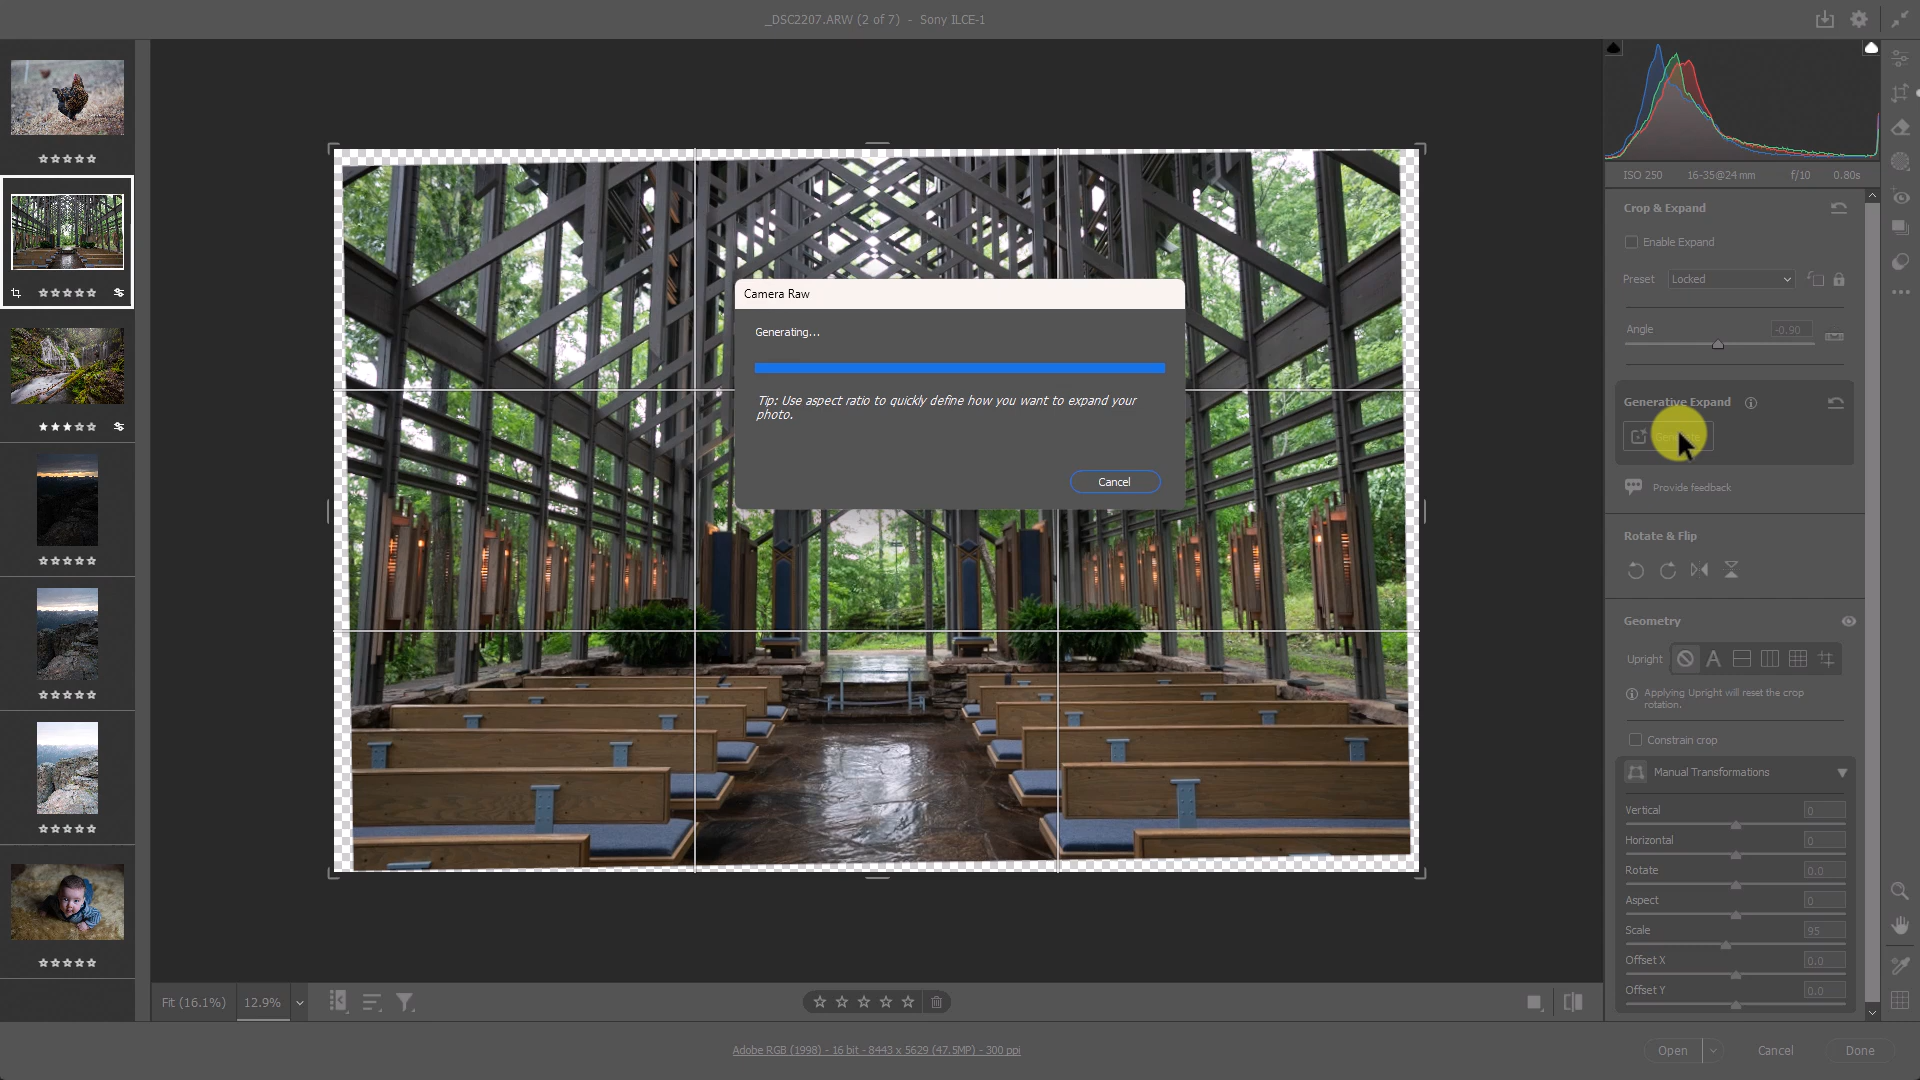 _DSC2207.ARW (2 of 7) - Sony ILCE-1
ISO 250 16-35@24 mm f/10 0.80s
Crop & Expand
Enable Expand
Preset Locked
Angle -0.90
Generative Expand
Provide feedback
Rotate & Flip
Geometry
Upright A
Applying Upright will reset the crop
rotation.
Constrain crop
Manual Transformations
Vertical 0
Horizontal 0
Rotate 0.0
Aspect 0
Scale 95
Offset X 0.0
Offset Y 0.0
Camera Raw
Generating...
Tip: Use aspect ratio to quickly define how you want to expand your
photo.
Cancel
Fit (16.1%) 12.9%
Adobe RGB (1998) - 16 bit - 8443 x 5629 (47.5MP) - 300 ppi
Open Cancel Done